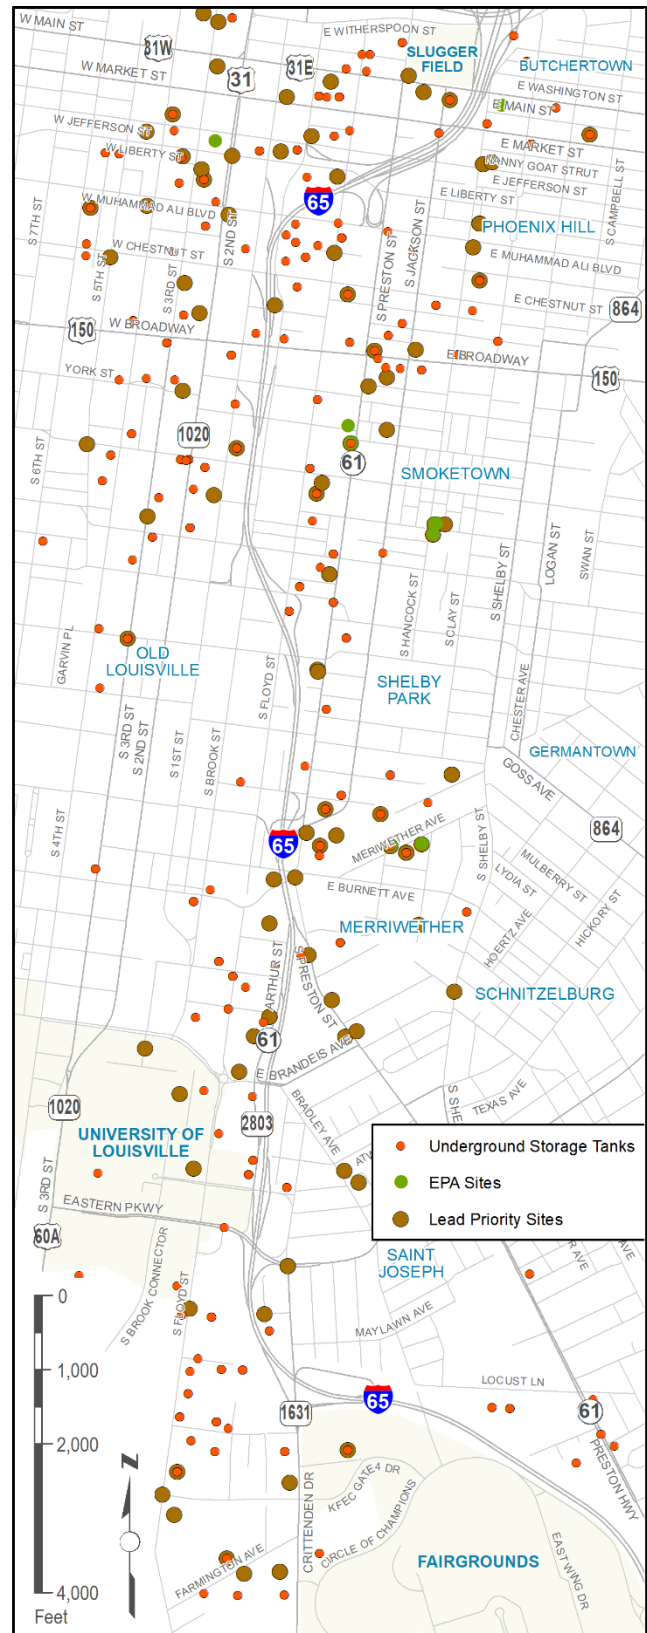 W MAIN ST
E WITHERSPOON ST
SLUGGER
FIELD
BUTCHERTOWN
31W
W MARKET ST
31
31E
E WASHINGTON ST
E MAIN ST
W JEFFERSON ST
W LIBERTY ST
E MARKET ST
NANNY GOAT STRUT
E JEFFERSON ST
E LIBERTY ST
S CAMPBELL ST
65
W MUHAMMAD ALI BLVD
S 7TH ST
S 2ND ST
S PRESTON ST
S JACKSON ST
PHOENIX HILL
W CHESTNUT ST
E MUHAMMAD ALI BLVD
S 5TH ST
S 3RD ST
E CHESTNUT ST
864
150
W BROADWAY
E BROADWAY
YORK ST
150
1020
S 6TH ST
61
SMOKETOWN
LOGAN ST
SWAN ST
S SHELBY ST
S HANCOCK ST
S CLAY ST
GARVIN PL
OLD
LOUISVILLE
S FLOYD ST
SHELBY
PARK
CHESTER AVE
S 3RD ST
S 2ND ST
S 1ST ST
S BROOK ST
GERMANTOWN
GOSS AVE
S 4TH ST
65
MERIWETHER AVE
864
S SHELBY ST
MULBERRY ST
LYDIA ST
E BURNETT AVE
HICKORY ST
MERRIWETHER
HOERTZ AVE
ARTHUR ST
S PRESTON ST
SCHNITZELBURG
61
E BRANDEIS AVE
1020
TEXAS AVE
BRADLEY AVE
S SHE
2803
UNIVERSITY OF
LOUISVILLE
Underground Storage Tanks
EPA Sites
Lead Priority Sites
S 3RD ST
EASTERN PKWY
60A
SAINT
JOSEPH
S BROOK CONNECTOR
S FLOYD ST
0
MAYLAWN AVE
1,000
LOCUST LN
65
1631
61
2,000
PRESTON HWY
KFEC GATE 4 DR
N
CIRCLE OF CHAMPIONS
CRITTENDEN DR
FAIRGROUNDS
EAST WING DR
FARMINGTON AVE
4,000
Feet